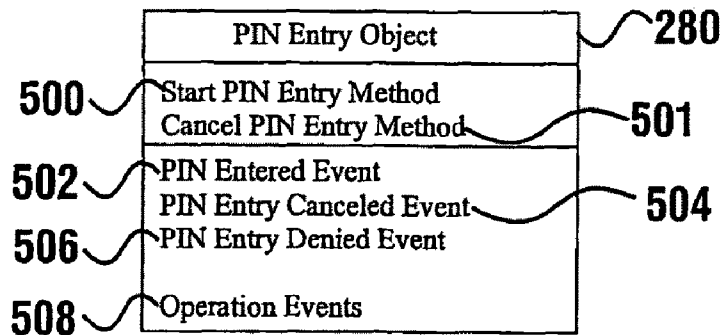 PIN Entry Object 280
500 Start PIN Entry Method
Cancel PIN Entry Method 501
502 PIN Entered Event
PIN Entry Canceled Event 504
506 PIN Entry Denied Event
508 Operation Events